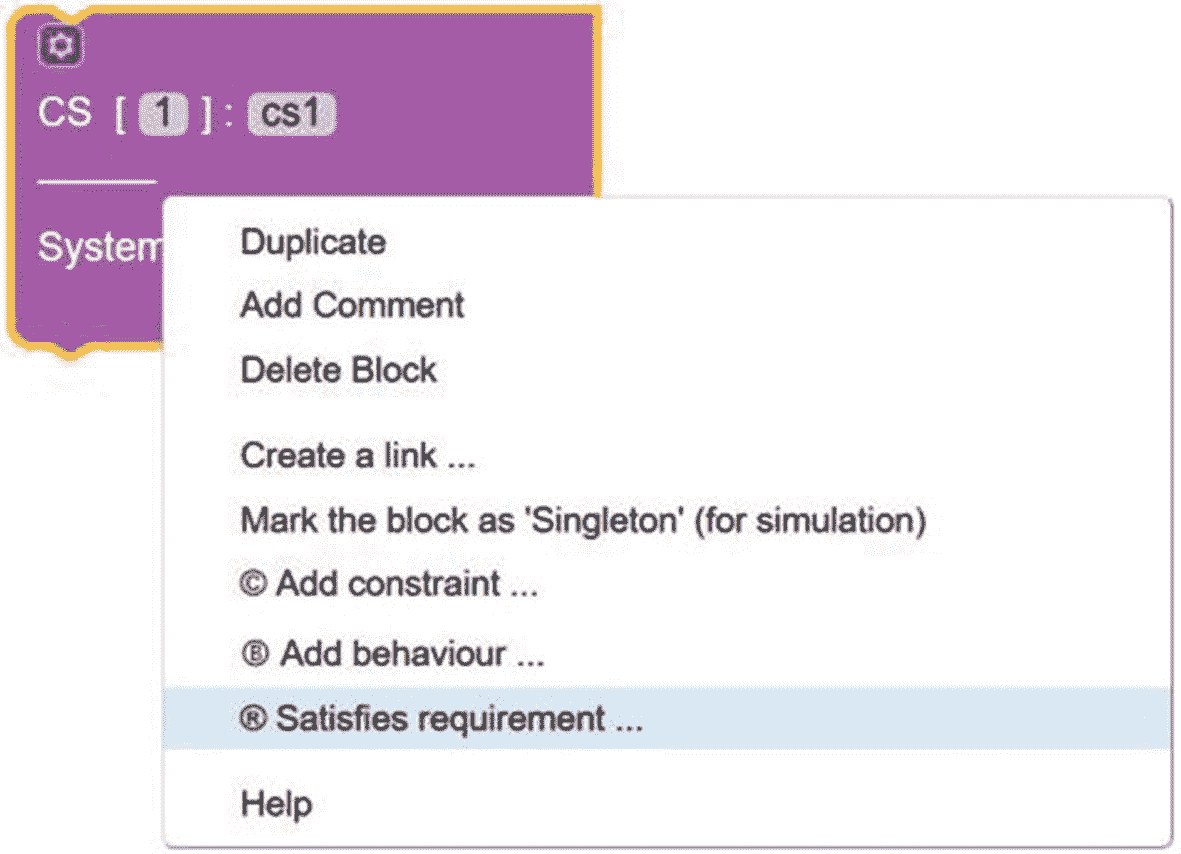 CS [ 1 ] : cs1
System
Duplicate
Add Comment
Delete Block
Create a link ...
Mark the block as 'Singleton' (for simulation)
© Add constraint ...
Ⓑ Add behaviour ...
® Satisfies requirement ...
Help